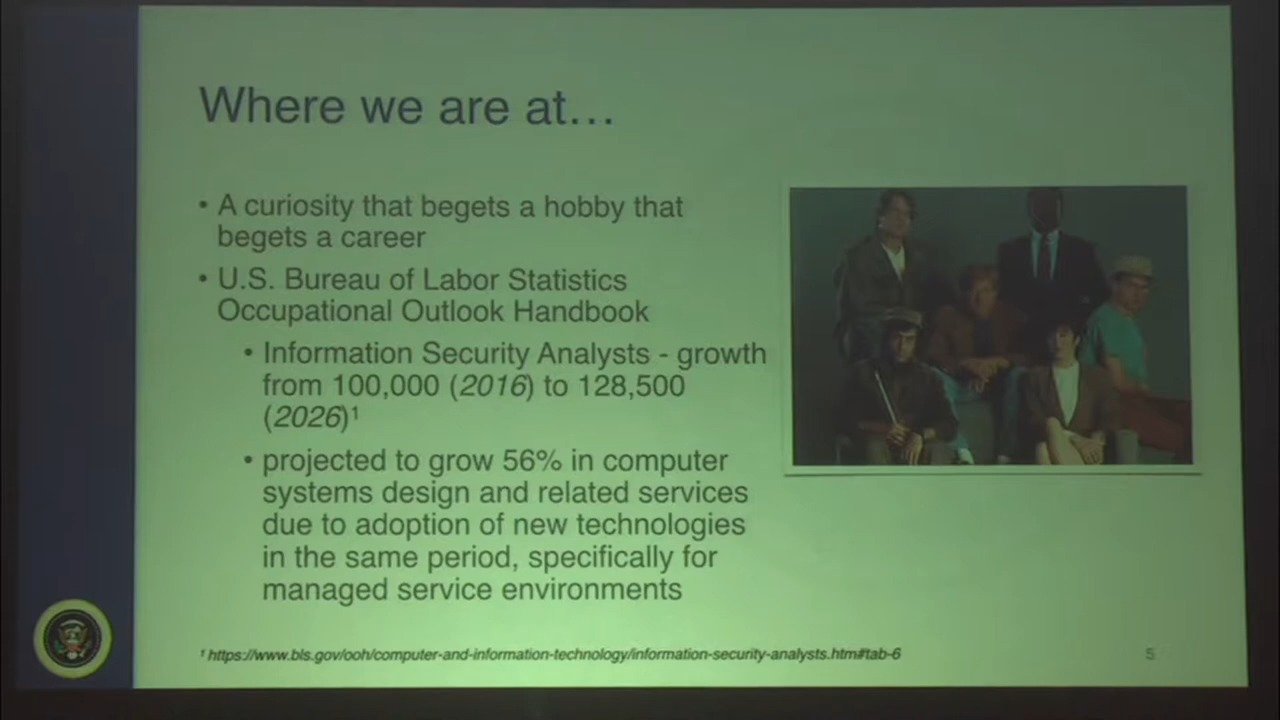 Where we are at…
• A curiosity that begets a hobby that
begets a career
• U.S. Bureau of Labor Statistics
Occupational Outlook Handbook
• Information Security Analysts - growth
from 100,000 (2016) to 128,500
(2026)¹
• projected to grow 56% in computer
systems design and related services
due to adoption of new technologies
in the same period, specifically for
managed service environments
¹ https://www.bls.gov/ooh/computer-and-information-technology/information-security-analysts.htm#tab-6
5